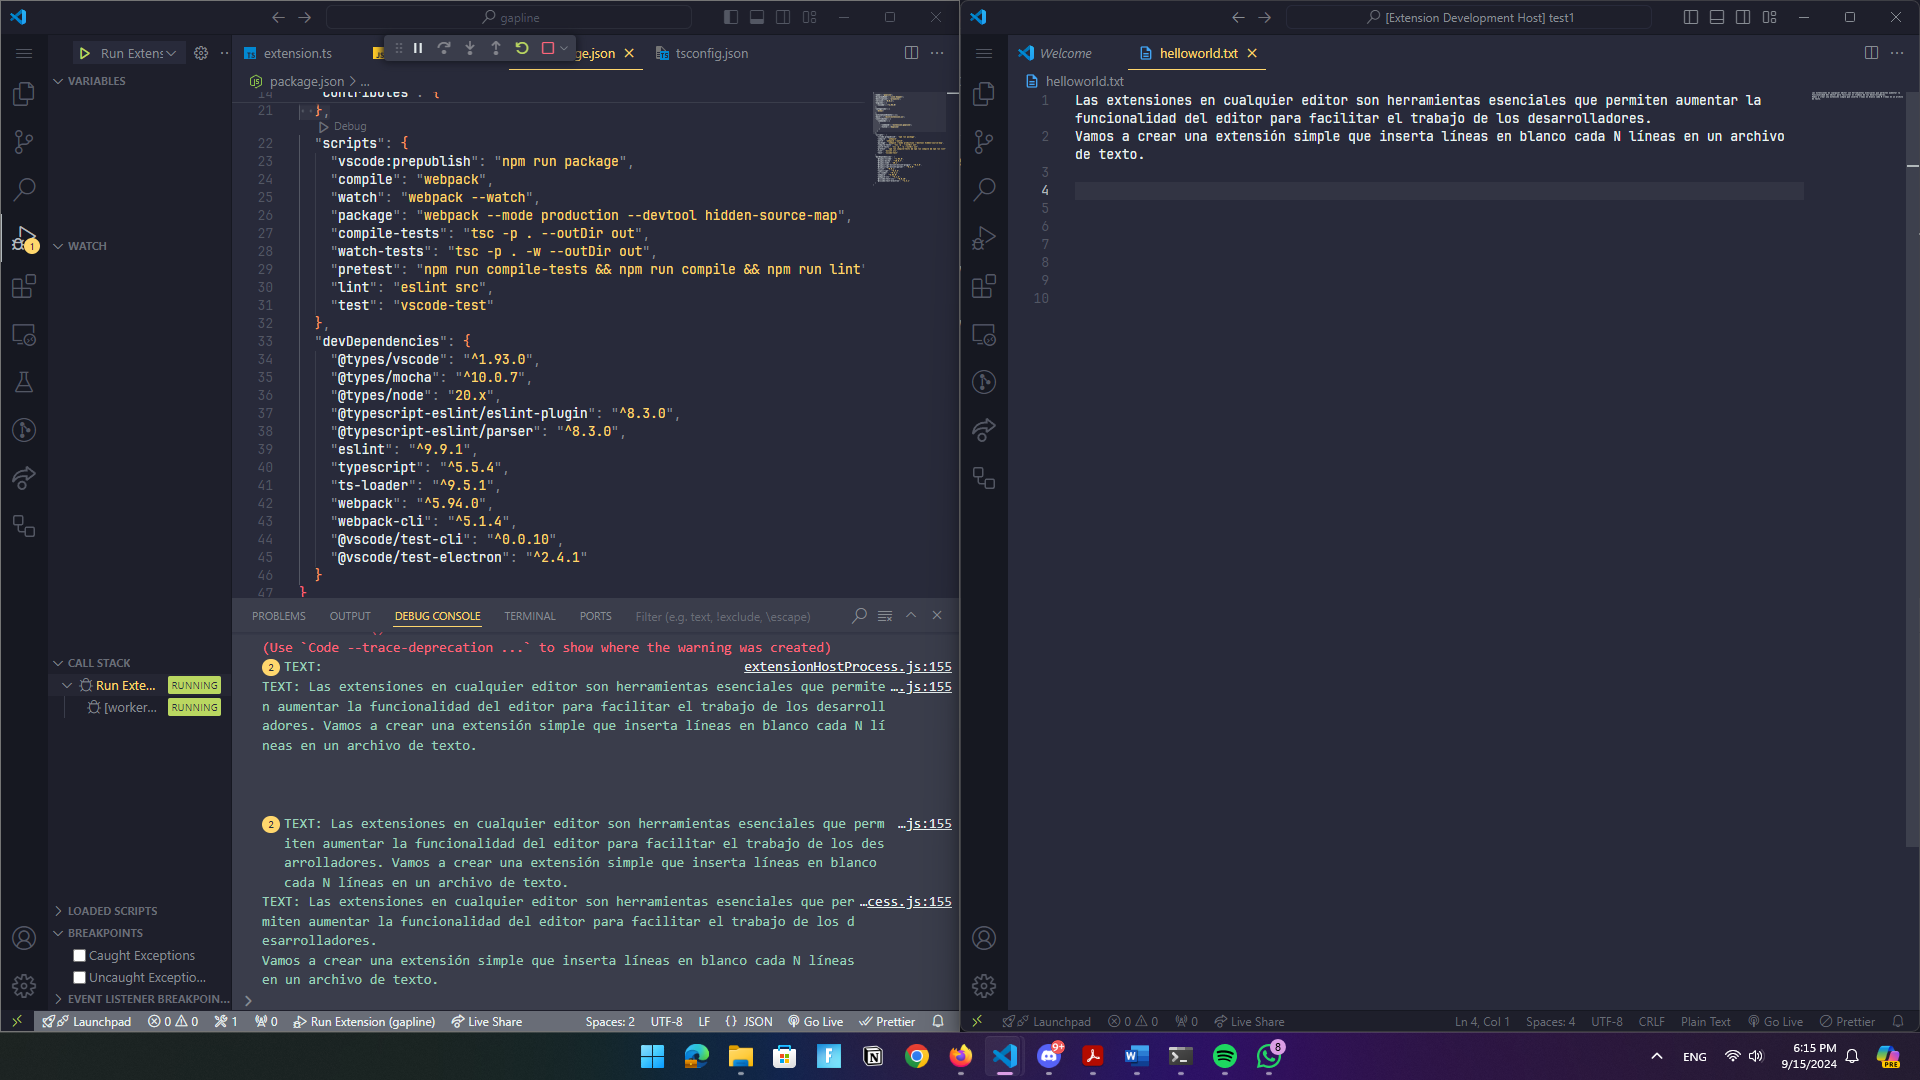 gapline
Run Extens
VARIABLES
WATCH
CALL STACK
Run Exte... RUNNING
[worker... RUNNING
LOADED SCRIPTS
BREAKPOINTS
Caught Exceptions
Uncaught Exceptio...
EVENT LISTENER BREAKPOIN...
1
extension.ts
ge.json
tsconfig.json
package.json > ...
14 "contributes": {
21 },
Debug
22 "scripts": {
23 "vscode:prepublish": "npm run package",
24 "compile": "webpack",
25 "watch": "webpack --watch",
26 "package": "webpack --mode production --devtool hidden-source-map",
27 "compile-tests": "tsc -p . --outDir out",
28 "watch-tests": "tsc -p . -w --outDir out",
29 "pretest": "npm run compile-tests && npm run compile && npm run lint"
30 "lint": "eslint src",
31 "test": "vscode-test"
32 },
33 "devDependencies": {
34 "@types/vscode": "^1.93.0",
35 "@types/mocha": "^10.0.7",
36 "@types/node": "20.x",
37 "@typescript-eslint/eslint-plugin": "^8.3.0",
38 "@typescript-eslint/parser": "^8.3.0",
39 "eslint": "^9.9.1",
40 "typescript": "^5.5.4",
41 "ts-loader": "^9.5.1",
42 "webpack": "^5.94.0",
43 "webpack-cli": "^5.1.4",
44 "@vscode/test-cli": "^0.0.10",
45 "@vscode/test-electron": "^2.4.1"
46 }
47 }
PROBLEMS OUTPUT DEBUG CONSOLE TERMINAL PORTS Filter (e.g. text, !exclude, \escape)
(Use `Code --trace-deprecation ...` to show where the warning was created)
2 TEXT: extensionHostProcess.js:155
TEXT: Las extensiones en cualquier editor son herramientas esenciales que permite ….js:155
n aumentar la funcionalidad del editor para facilitar el trabajo de los desarroll
adores. Vamos a crear una extensión simple que inserta líneas en blanco cada N lí
neas en un archivo de texto.
2 TEXT: Las extensiones en cualquier editor son herramientas esenciales que perm …js:155
iten aumentar la funcionalidad del editor para facilitar el trabajo de los des
arrolladores. Vamos a crear una extensión simple que inserta líneas en blanco
cada N líneas en un archivo de texto.
TEXT: Las extensiones en cualquier editor son herramientas esenciales que per …cess.js:155
miten aumentar la funcionalidad del editor para facilitar el trabajo de los d
esarrolladores.
Vamos a crear una extensión simple que inserta líneas en blanco cada N líneas
en un archivo de texto.
>
Launchpad 0 0 1 0 Run Extension (gapline) Live Share Spaces: 2 UTF-8 LF {} JSON Go Live Prettier
[Extension Development Host] test1
Welcome
helloworld.txt
helloworld.txt
1 Las extensiones en cualquier editor son herramientas esenciales que permiten aumentar la
funcionalidad del editor para facilitar el trabajo de los desarrolladores.
2 Vamos a crear una extensión simple que inserta líneas en blanco cada N líneas en un archivo
de texto.
3
4
5
6
7
8
9
10
Launchpad 0 0 0 Live Share Ln 4, Col 1 Spaces: 4 UTF-8 CRLF Plain Text Go Live Prettier
9+
8
ENG
6:15 PM
9/15/2024
PRE